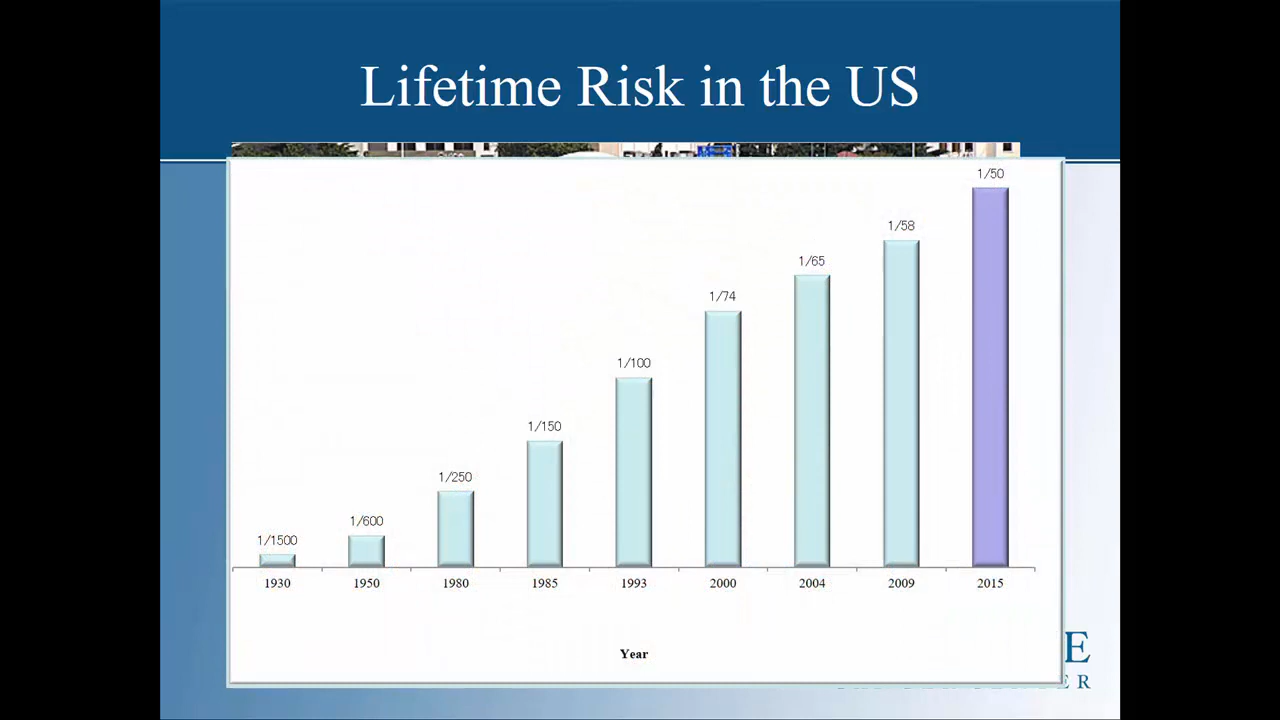 Lifetime Risk in the US
1/50
1/58
1/65
1/74
1/100
1/150
1/250
1/600
1/1500
1930 1950 1980 1985 1993 2000 2004 2009 2015
Year
E
E R